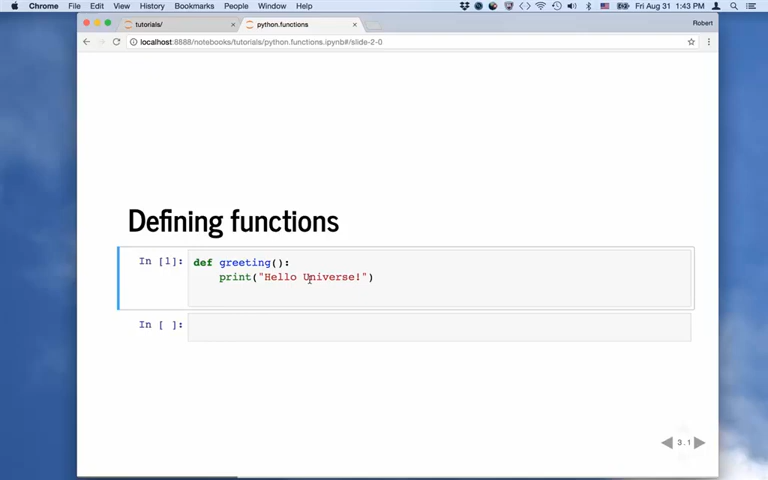 Chrome File Edit View History Bookmarks People Window Help Fri Aug 31 1:43 PM
tutorials/ python.functions Robert
localhost:8888/notebooks/tutorials/python.functions.ipynb#/slide-2-0
Defining functions
In [1]: def greeting():
print("Hello Universe!")
In [ ]:
3.1